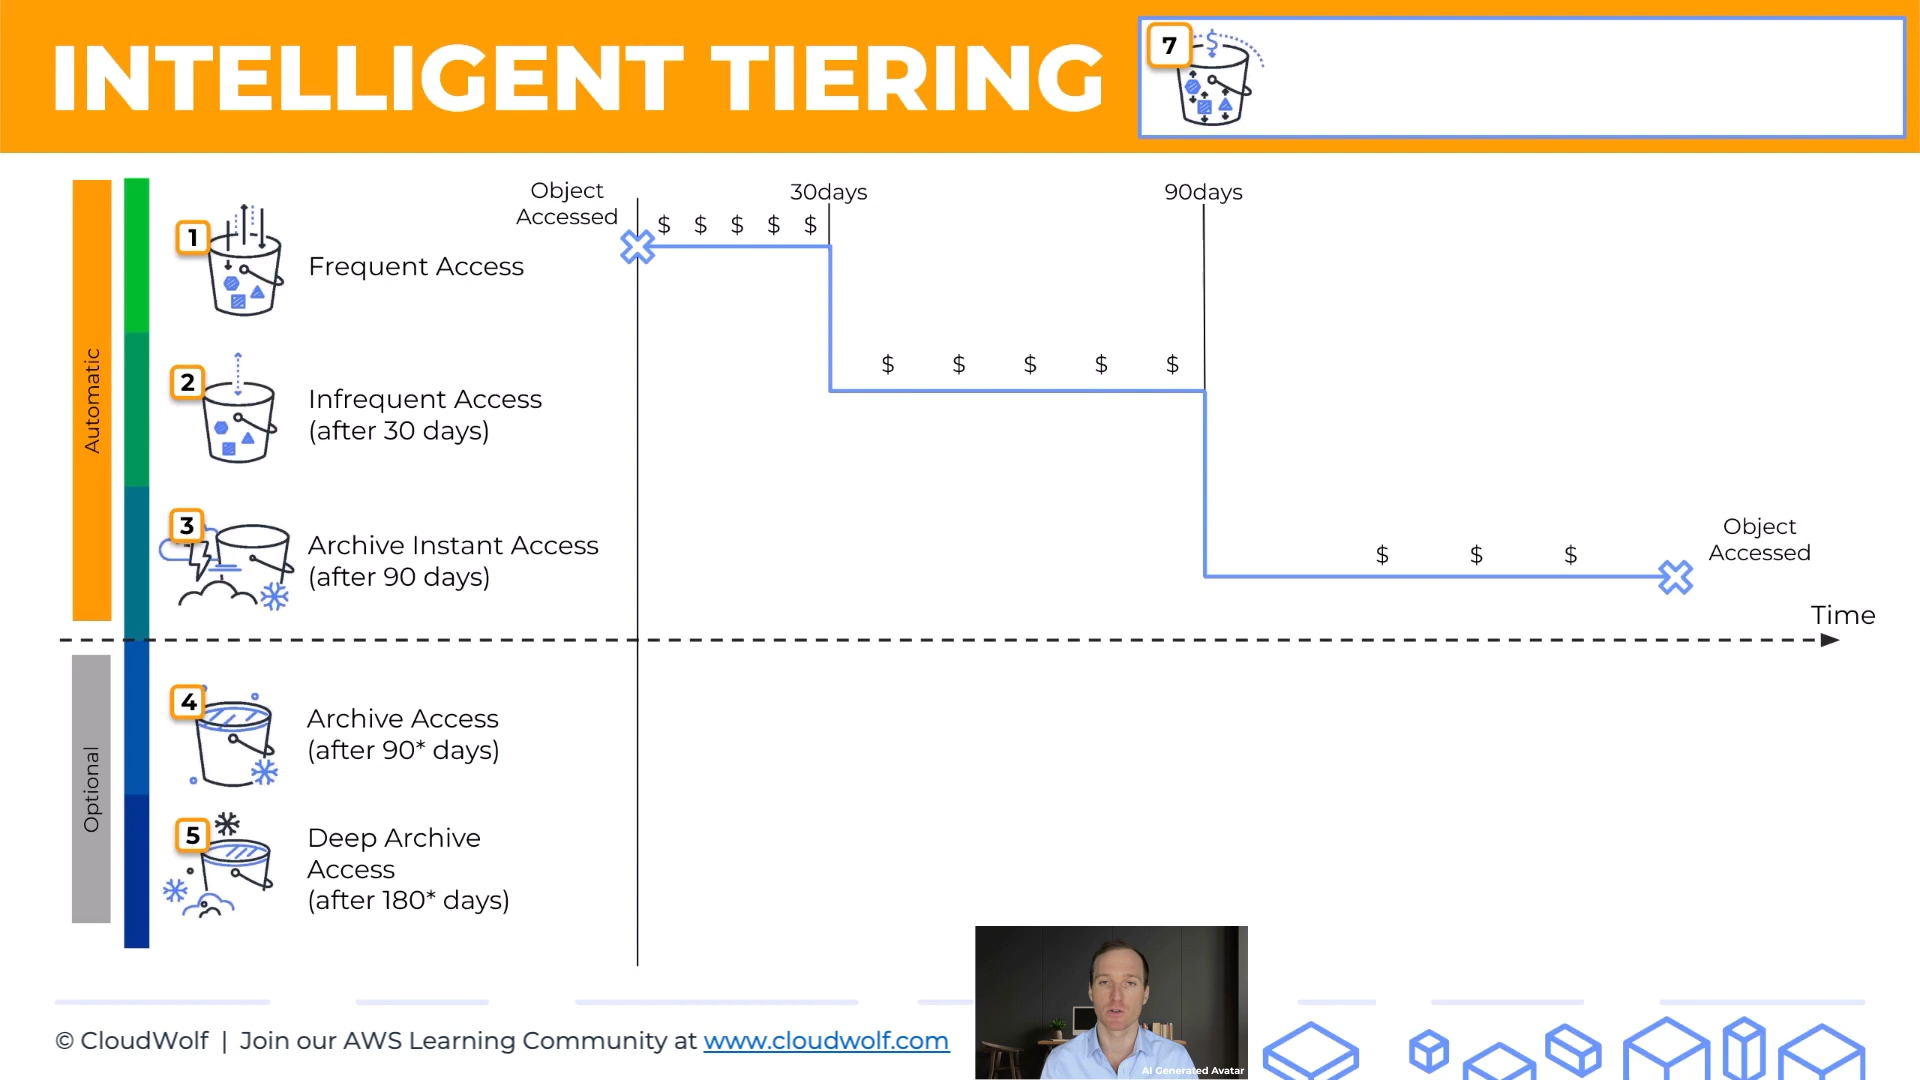 INTELLIGENT TIERING
7
$
Object
Accessed
30days
90days
$ $ $ $ $
1
Frequent Access
Automatic
2
Infrequent Access
(after 30 days)
$ $ $ $ $
3
Archive Instant Access
(after 90 days)
$ $ $
Object
Accessed
Time
Optional
4
Archive Access
(after 90* days)
5
Deep Archive
Access
(after 180* days)
© CloudWolf | Join our AWS Learning Community at www.cloudwolf.com
AI Generated Avatar